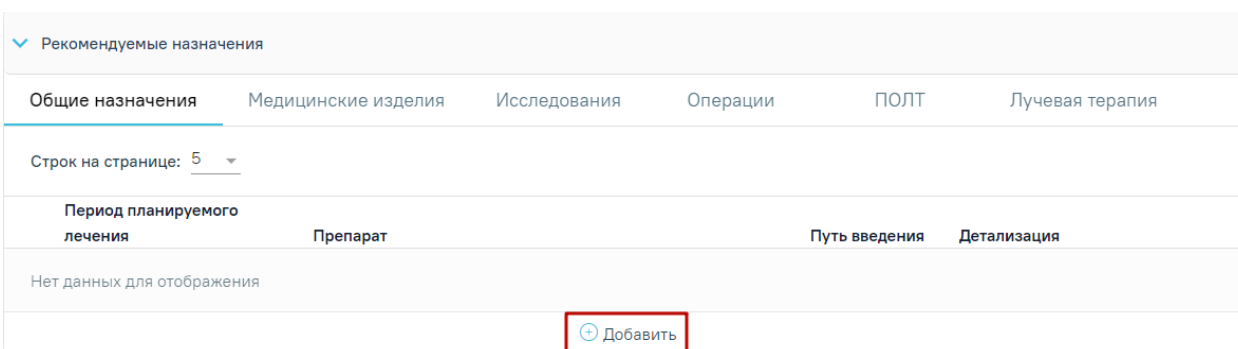 Рекомендуемые назначения
Общие назначения Медицинские изделия Исследования Операции ПОЛТ Лучевая терапия
Строк на странице: 5
Период планируемого
лечения Препарат Путь введения Детализация
Нет данных для отображения
Добавить